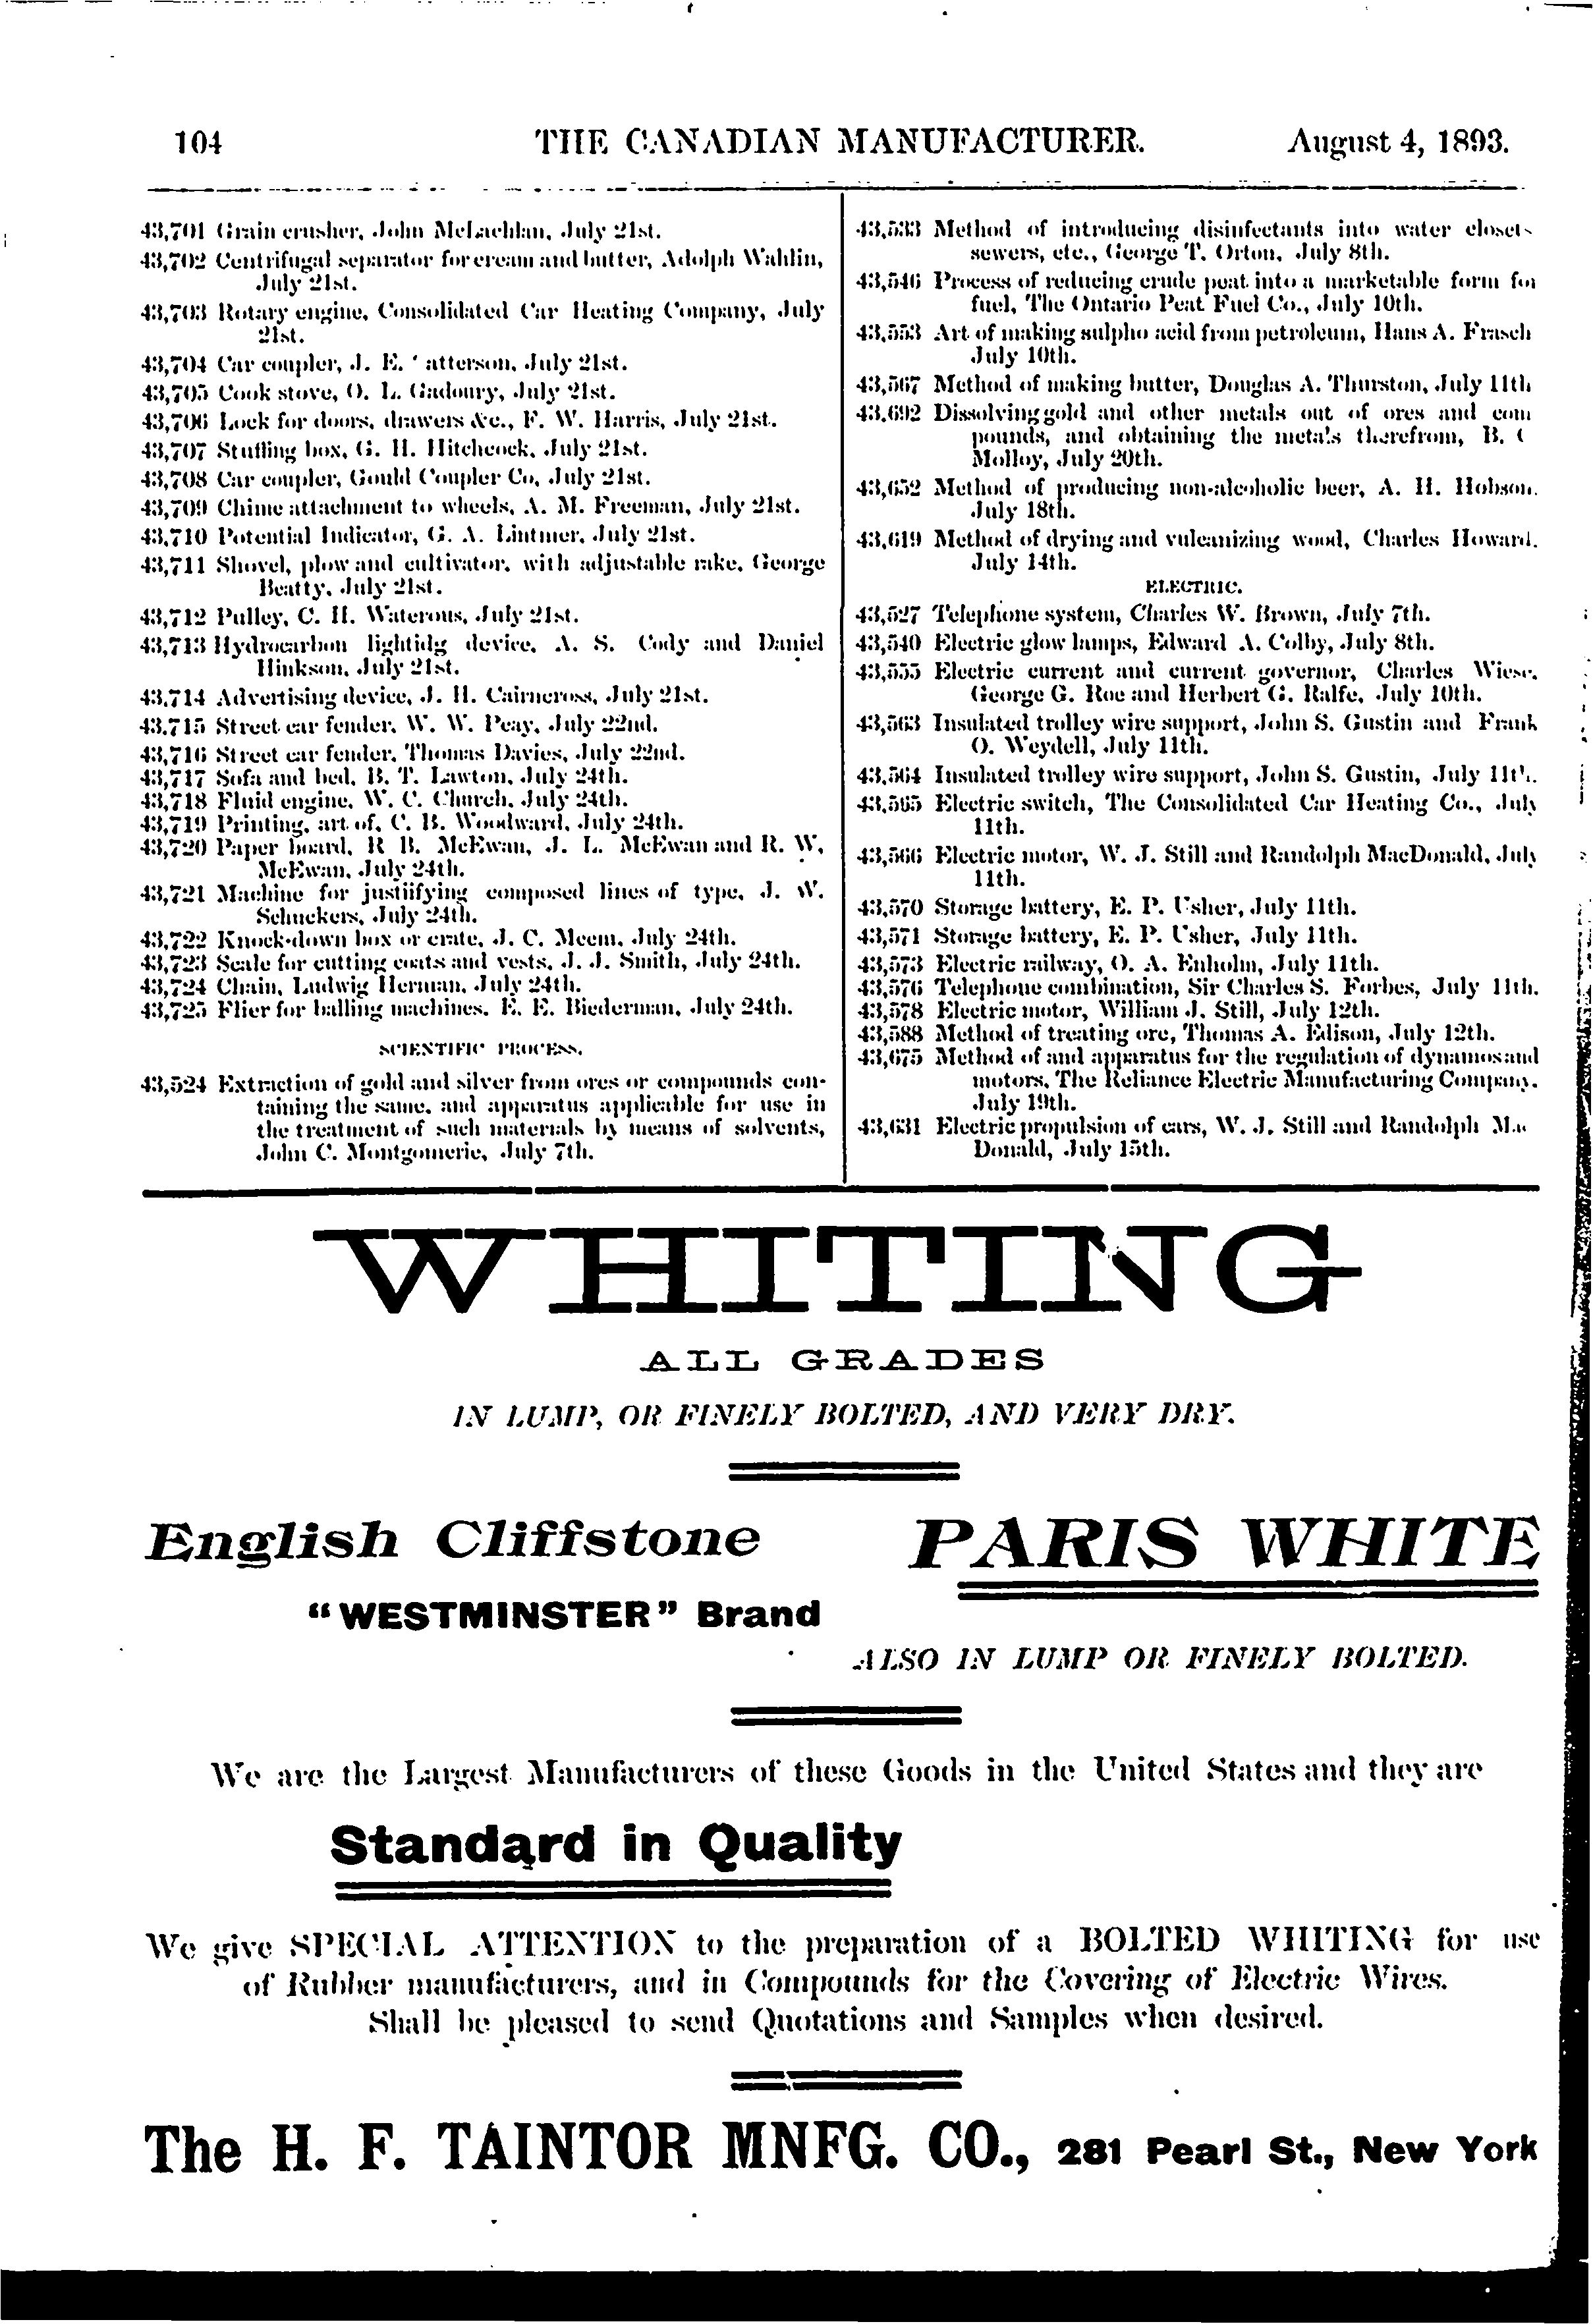 104
THE CANADIAN MANUFACTURER.
August 4, 1893.
43,701 Grain crusher, John McLachlan, July 21st.
43,702 Centrifugal separator for cream and butter, Adolph Wahlin,
July 21st.
43,703 Rotary engine, Consolidated Car Heating Company, July
21st.
43,704 Car coupler, J. E. 'atterson, July 21st.
43,705 Cook stove, O. L. Gadoury, July 21st.
43,706 Lock for doors, drawers &c., F. W. Harris, July 21st.
43,707 Stuffing box, G. H. Hitchcock, July 21st.
43,708 Car coupler, Gould Coupler Co, July 21st.
43,709 Chime attachment to wheels, A. M. Freeman, July 21st.
43,710 Potential Indicator, G. A. Lintner, July 21st.
43,711 Shovel, plow and cultivator, with adjustable rake, George
Beatty, July 21st.
43,712 Pulley, C. H. Waterous, July 21st.
43,713 Hydrocarbon lightidg device, A. S. Cody and Daniel
Hinkson, July 21st.
43,714 Advertising device, J. H. Cairncross, July 21st.
43,715 Street car fender, W. W. Peay, July 22nd.
43,716 Street car fender, Thomas Davies, July 22nd.
43,717 Sofa and bed, B. T. Lawton, July 24th.
43,718 Fluid engine, W. C. Church, July 24th.
43,719 Printing, art of, C. B. Woodward, July 24th.
43,720 Paper board, R B. McEwan, J. L. McEwan and R. W.
McEwan, July 24th.
43,721 Machine for justiifying composed lines of type, J. W.
Schuckers, July 24th.
43,722 Knock-down box or crate, J. C. Meem, July 24th.
43,723 Scale for cutting coats and vests, J. J. Smith, July 24th.
43,724 Chain, Ludwig Herman, July 24th.
43,725 Flier for balling machines, E. E. Biederman, July 24th.
SCIENTIFIC PROCESS.
43,524 Extraction of gold and silver from ores or compounds con-
taining the same, and apparatus applicable for use in
the treatment of such materials by means of solvents,
John C. Montgomerie, July 7th.
43,533 Method of introducing disinfectants into water closets
sewers, etc., George T. Orton, July 8th.
43,546 Process of reducing crude peat into a marketable form for
fuel, The Ontario Peat Fuel Co., July 10th.
43,553 Art of making sulpho acid from petroleum, Hans A. Frasch
July 10th.
43,567 Method of making butter, Douglas A. Thurston, July 11th
43,692 Dissolving gold and other metals out of ores and com
pounds, and obtaining the metals therefrom, B. C
Molloy, July 20th.
43,652 Method of producing non-alcoholic beer, A. H. Hobson,
July 18th.
43,619 Method of drying and vulcanizing wood, Charles Howard,
July 14th.
ELECTRIC.
43,527 Telephone system, Charles W. Brown, July 7th.
43,540 Electric glow lamps, Edward A. Colby, July 8th.
43,555 Electric current and current governor, Charles Wiese,
George G. Roe and Herbert G. Ralfe, July 10th.
43,563 Insulated trolley wire support, John S. Gustin and Frank
O. Weydell, July 11th.
43,564 Insulated trolley wire support, John S. Gustin, July 11th.
43,565 Electric switch, The Consolidated Car Heating Co., July
11th.
43,566 Electric motor, W. J. Still and Randolph MacDonald, July
11th.
43,570 Storage battery, E. P. Usher, July 11th.
43,571 Storage battery, E. P. Usher, July 11th.
43,573 Electric railway, O. A. Enholm, July 11th.
43,576 Telephone combination, Sir Charles S. Forbes, July 11th.
43,578 Electric motor, William J. Still, July 12th.
43,588 Method of treating ore, Thomas A. Edison, July 12th.
43,675 Method of and apparatus for the regulation of dynamos and
motors, The Reliance Electric Manufacturing Company,
July 19th.
43,631 Electric propulsion of cars, W. J. Still and Randolph Mac
Donald, July 15th.
WHITING
ALL GRADES
IN LUMP, OR FINELY BOLTED, AND VERY DRY.
English Cliffstone PARIS WHITE
"WESTMINSTER" Brand
ALSO IN LUMP OR FINELY BOLTED.
We are the Largest Manufacturers of these Goods in the United States and they are
Standard in Quality
We give SPECIAL ATTENTION to the preparation of a BOLTED WHITING for use
of Rubber manufacturers, and in Compounds for the Covering of Electric Wires.
Shall be pleased to send Quotations and Samples when desired.
The H. F. TAINTOR MNFG. CO., 281 Pearl St., New York